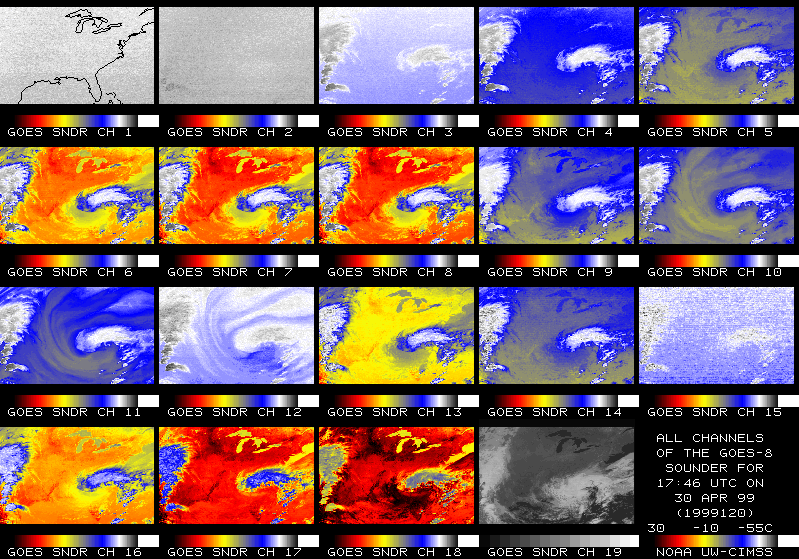 GOES SNDR CH 1
GOES SNDR CH 2
GOES SNDR CH 3
GOES SNDR CH 4
GOES SNDR CH 5
GOES SNDR CH 6
GOES SNDR CH 7
GOES SNDR CH 8
GOES SNDR CH 9
GOES SNDR CH 10
GOES SNDR CH 11
GOES SNDR CH 12
GOES SNDR CH 13
GOES SNDR CH 14
GOES SNDR CH 15
GOES SNDR CH 16
GOES SNDR CH 17
GOES SNDR CH 18
GOES SNDR CH 19
ALL CHANNELS
OF THE GOES-8
SOUNDER FOR
17:46 UTC ON
30 APR 99
(1999120)
30 -10 -55C
NOAA UW-CIMSS